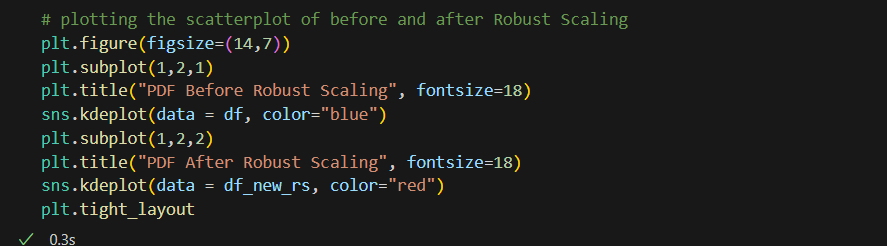 # plotting the scatterplot of before and after Robust Scaling
plt.figure(figsize=(14,7))
plt.subplot(1,2,1)
plt.title("PDF Before Robust Scaling", fontsize=18)
sns.kdeplot(data = df, color="blue")
plt.subplot(1,2,2)
plt.title("PDF After Robust Scaling", fontsize=18)
sns.kdeplot(data = df_new_rs, color="red")
plt.tight_layout
0.3s